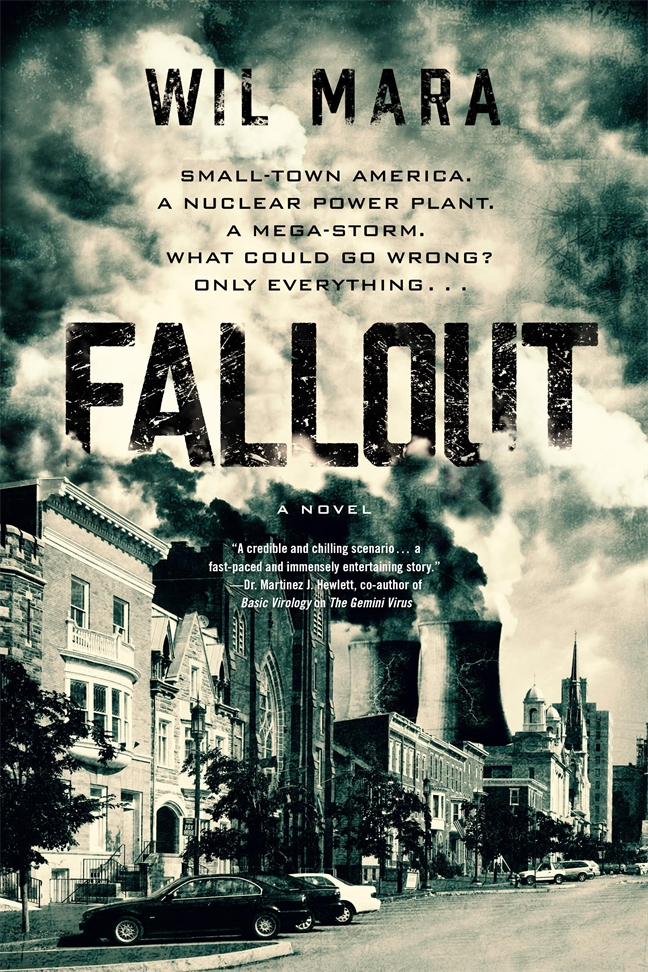 WIL MARA
SMALL-TOWN AMERICA.
A NUCLEAR POWER PLANT.
A MEGA-STORM.
WHAT COULD GO WRONG?
ONLY EVERYTHING...
FALLOUT
A NOVEL
“A credible and chilling scenario... a
fast-paced and immensely entertaining story.”
—Dr. Martinez J. Hewlett, co-author of
Basic Virology on The Gemini Virus